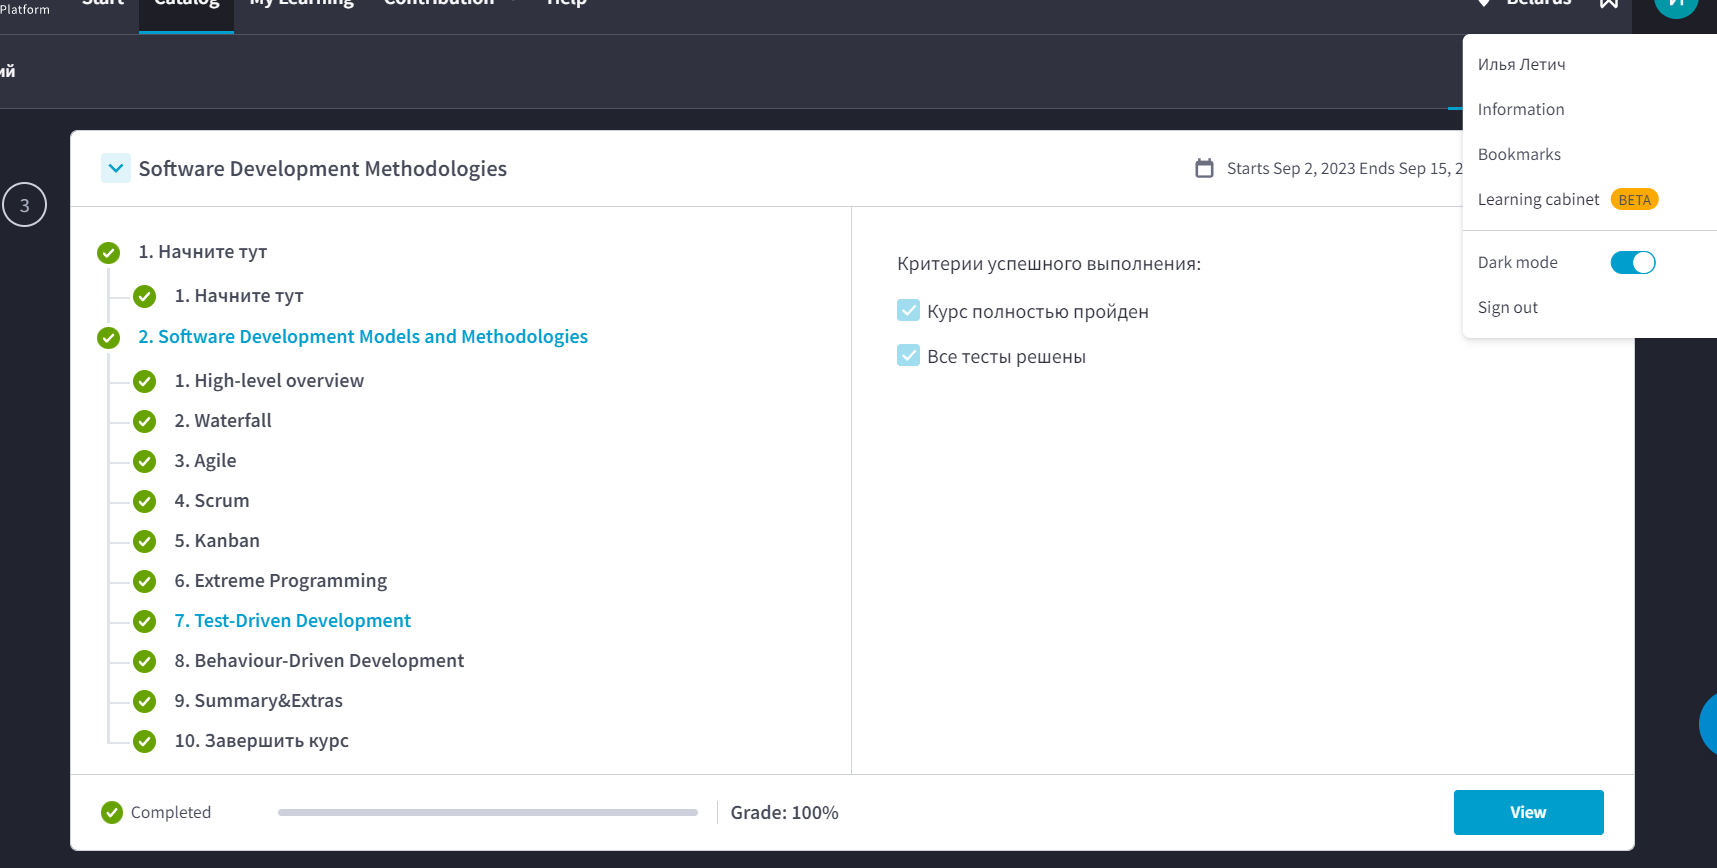 Platform
Start
Catalog
My Learning
Contribution
Help
Belarus
И
ий
Илья Летич
Information
Bookmarks
Learning cabinet BETA
Dark mode
Sign out
3
Software Development Methodologies
Starts Sep 2, 2023 Ends Sep 15, 2
1. Начните тут
1. Начните тут
2. Software Development Models and Methodologies
1. High-level overview
2. Waterfall
3. Agile
4. Scrum
5. Kanban
6. Extreme Programming
7. Test-Driven Development
8. Behaviour-Driven Development
9. Summary&Extras
10. Завершить курс
Критерии успешного выполнения:
Курс полностью пройден
Все тесты решены
Completed
Grade: 100%
View